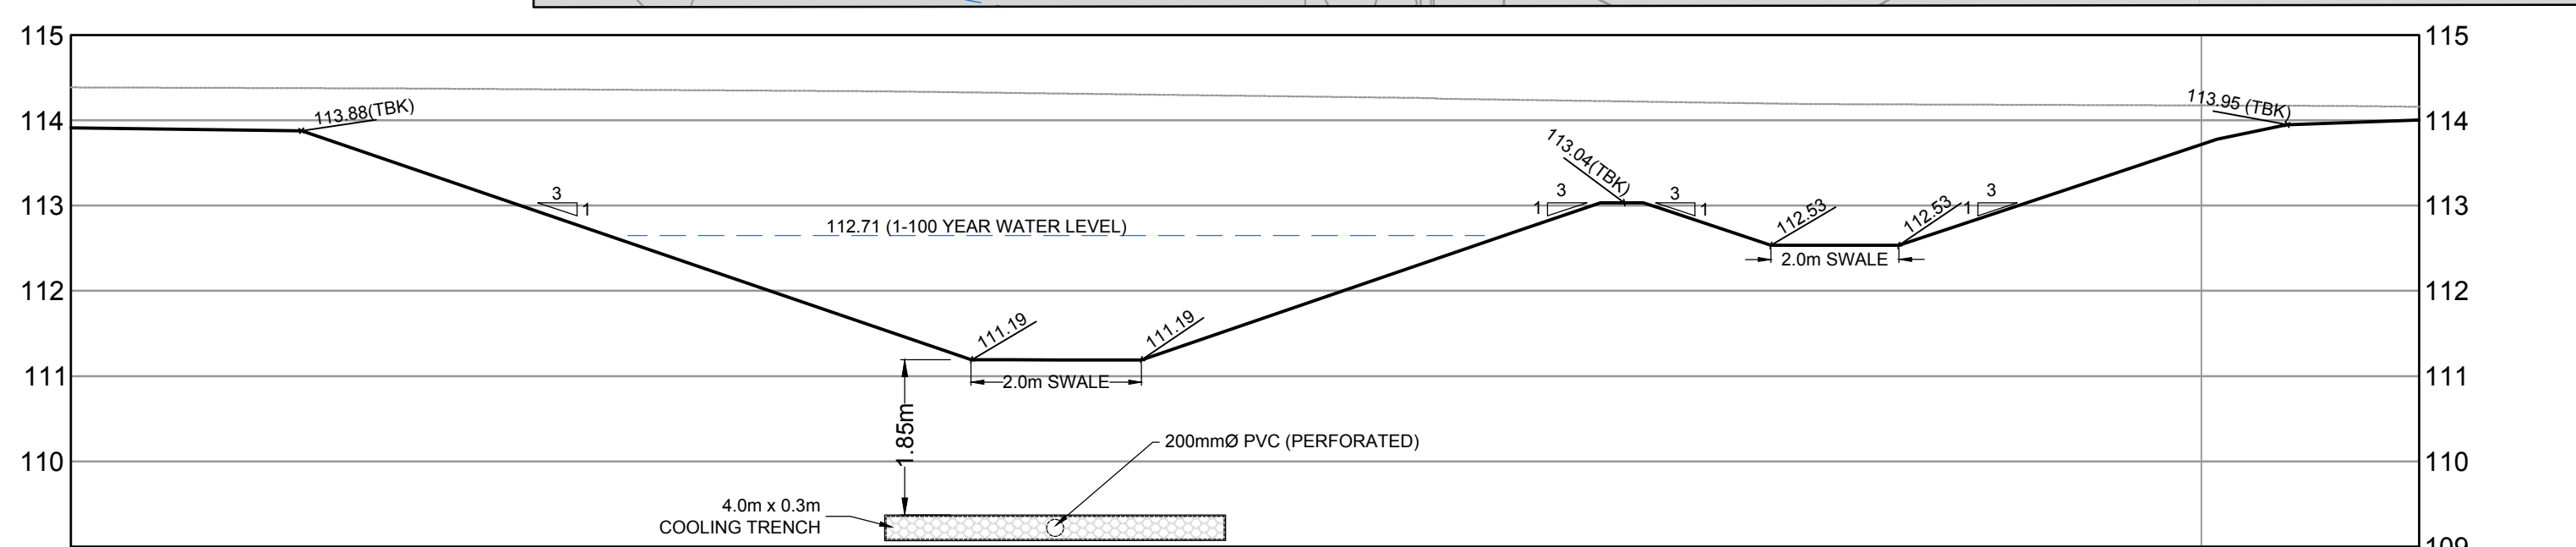 115
115
113.95 (TBK)
113.88(TBK)
114
114
113.04(TBK)
3
1
3
1
3
1
3
1
113
113
112.71 (1-100 YEAR WATER LEVEL)
112.53
112.53
2.0m SWALE
112
112
111.19
111.19
111
111
2.0m SWALE
1.85m
200mmØ PVC (PERFORATED)
110
110
4.0m x 0.3m
COOLING TRENCH
109